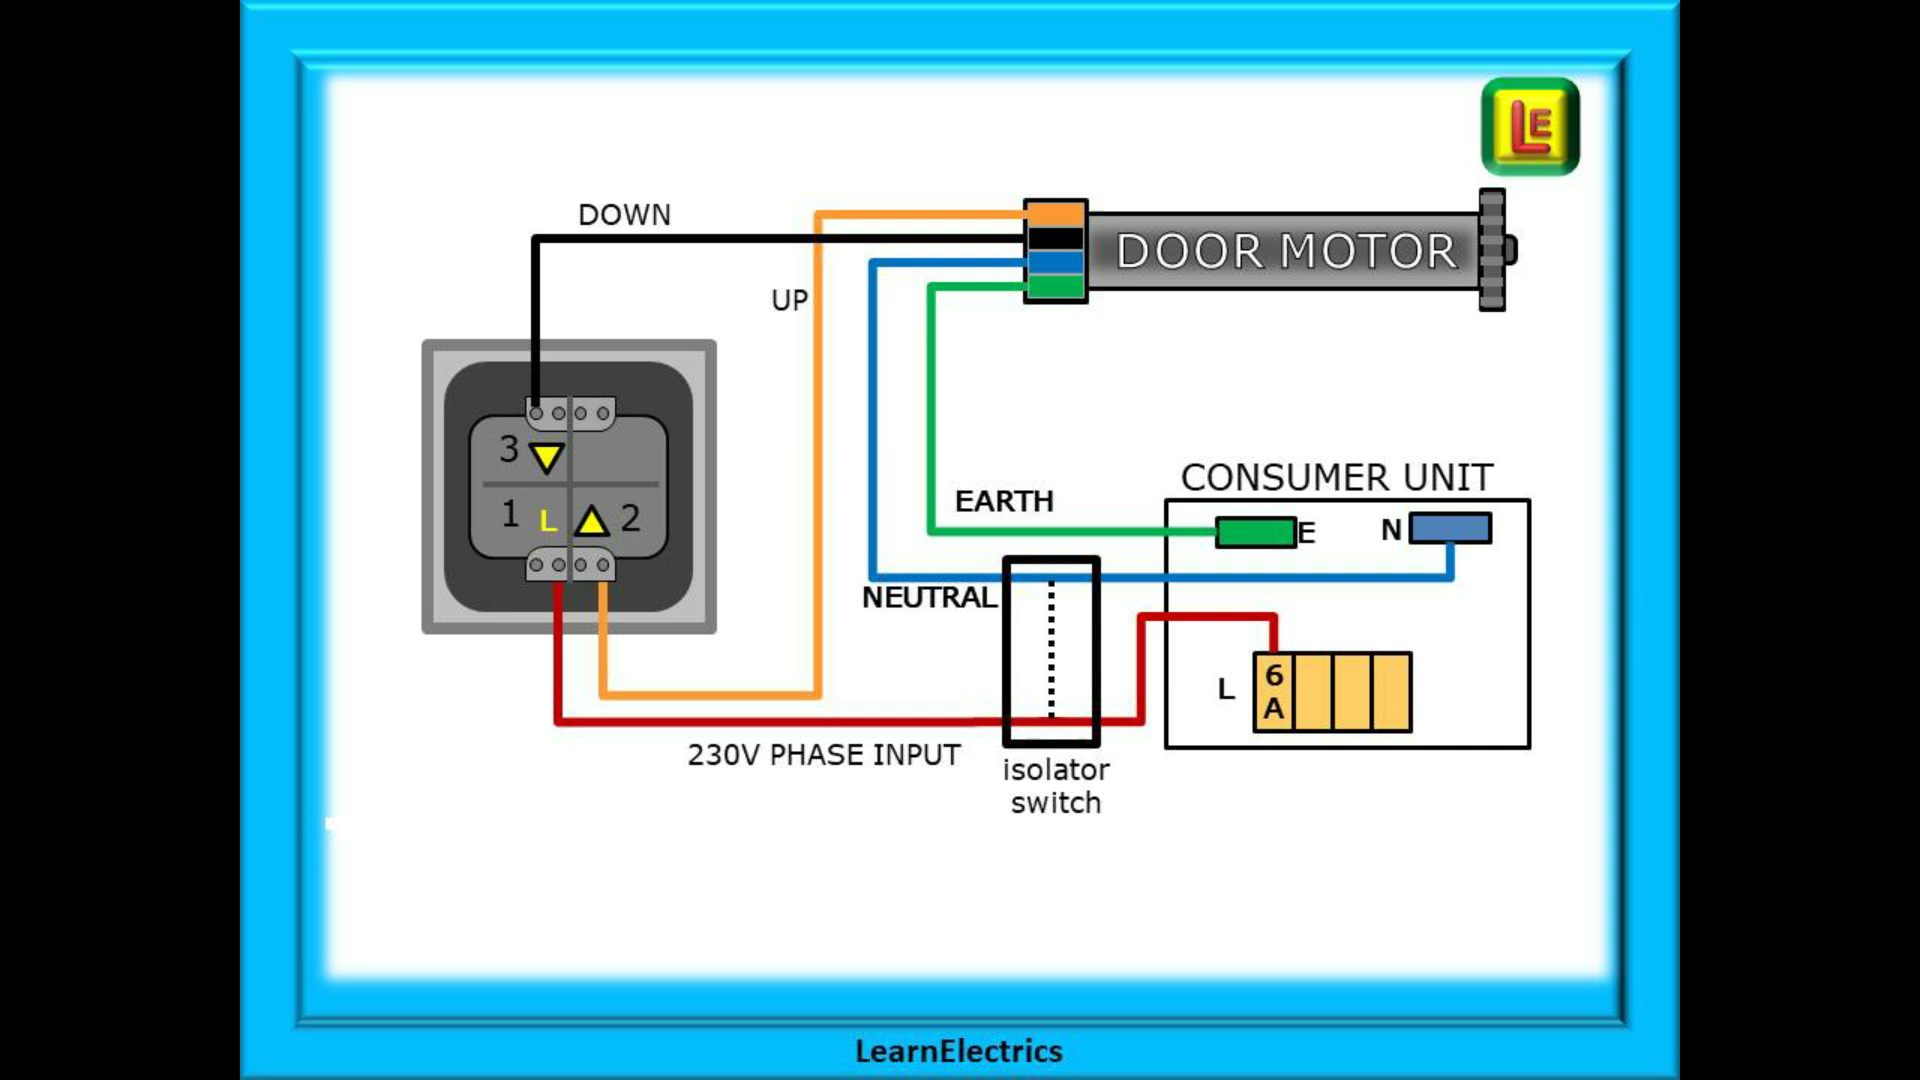 LE
DOWN
DOOR MOTOR
UP
3
1 L 2
CONSUMER UNIT
EARTH
E N
NEUTRAL
L 6 A
230V PHASE INPUT
isolator
switch
LearnElectrics